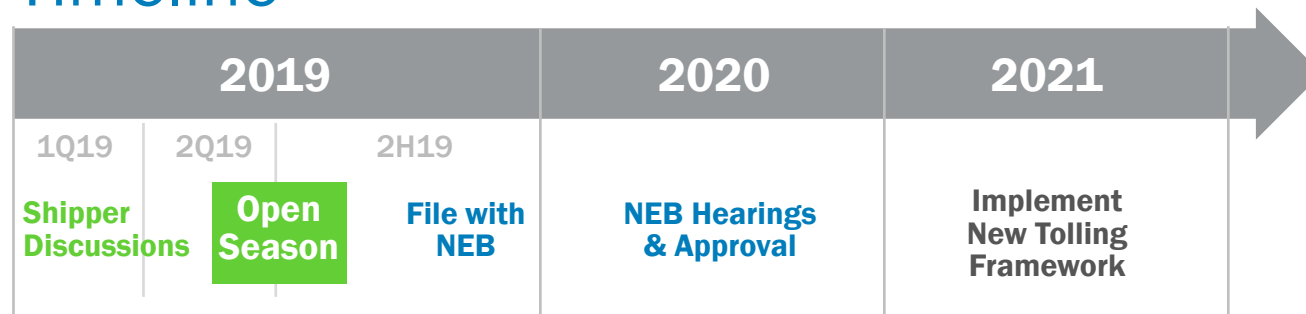 Timeline
2019 2020 2021
1Q19 2Q19 2H19
Shipper
Discussions
Open
Season
File with
NEB
NEB Hearings
& Approval
Implement
New Tolling
Framework